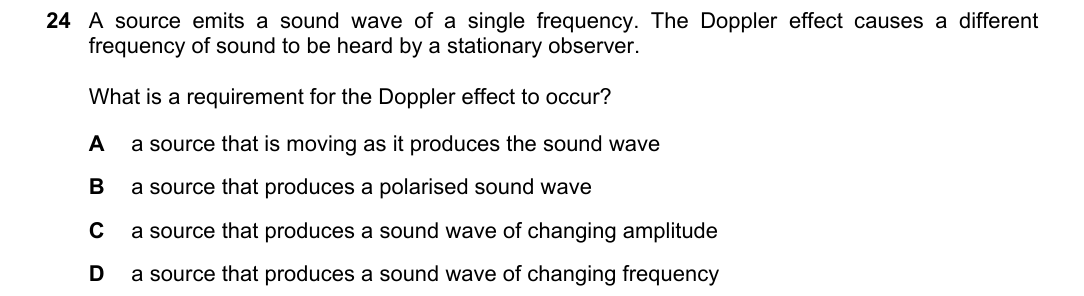 24 A source emits a sound wave of a single frequency. The Doppler effect causes a different
frequency of sound to be heard by a stationary observer.
What is a requirement for the Doppler effect to occur?
A a source that is moving as it produces the sound wave
B a source that produces a polarised sound wave
C a source that produces a sound wave of changing amplitude
D a source that produces a sound wave of changing frequency